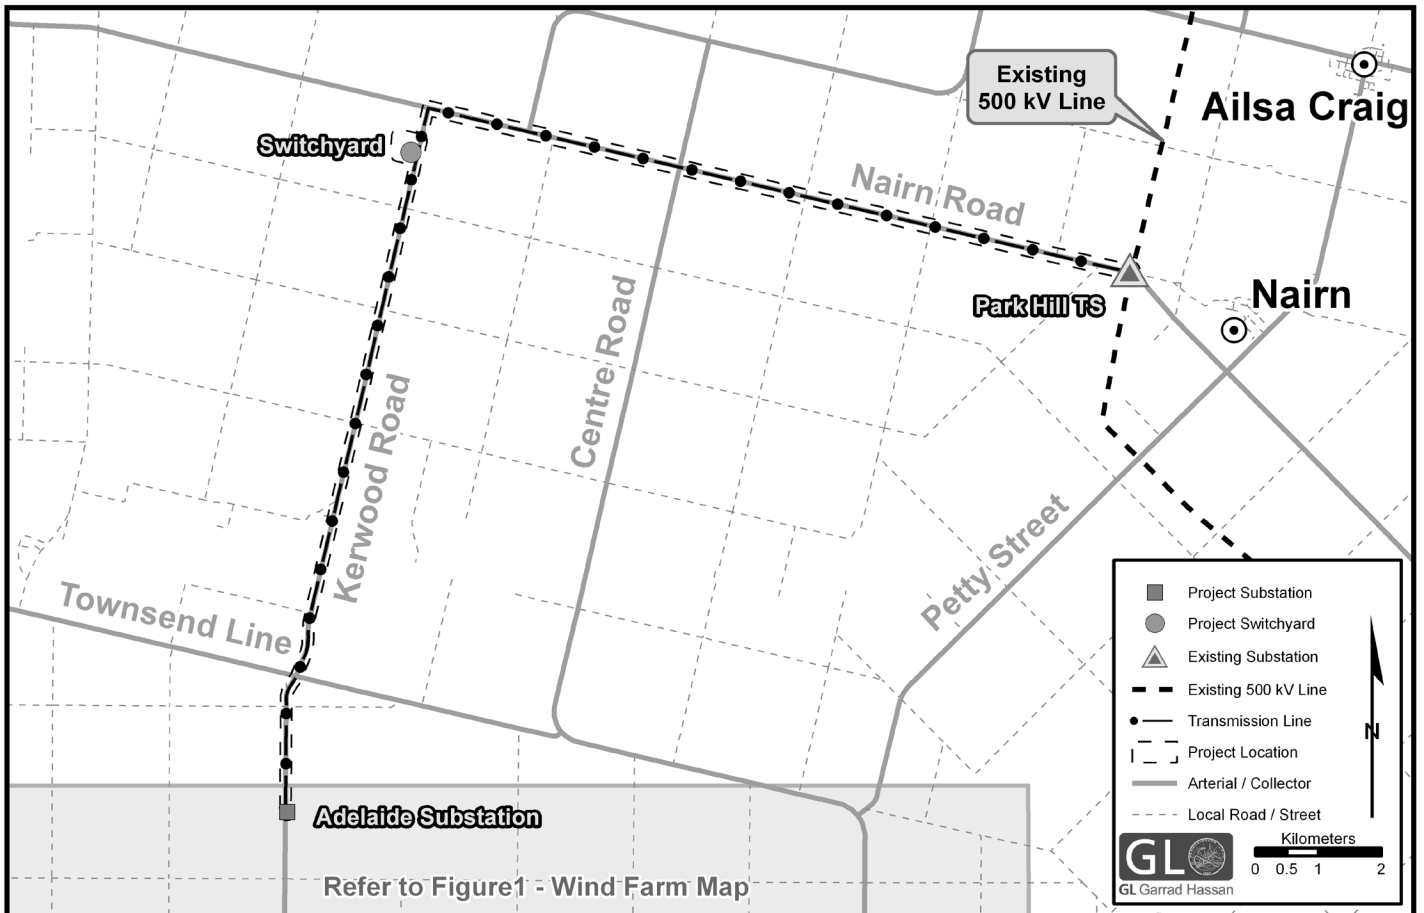 Existing
500 kV Line
Ailsa Craig
Switchyard
Nairn Road
Nairn
Park Hill TS
Centre Road
Kerwood Road
Petty Street
Townsend Line
Adelaide Substation
Refer to Figure1 - Wind Farm Map
Project Substation
Project Switchyard
Existing Substation
Existing 500 kV Line
Transmission Line
Project Location
Arterial / Collector
Local Road / Street
N
Kilometers
0 0.5 1 2
GL
GL Garrad Hassan